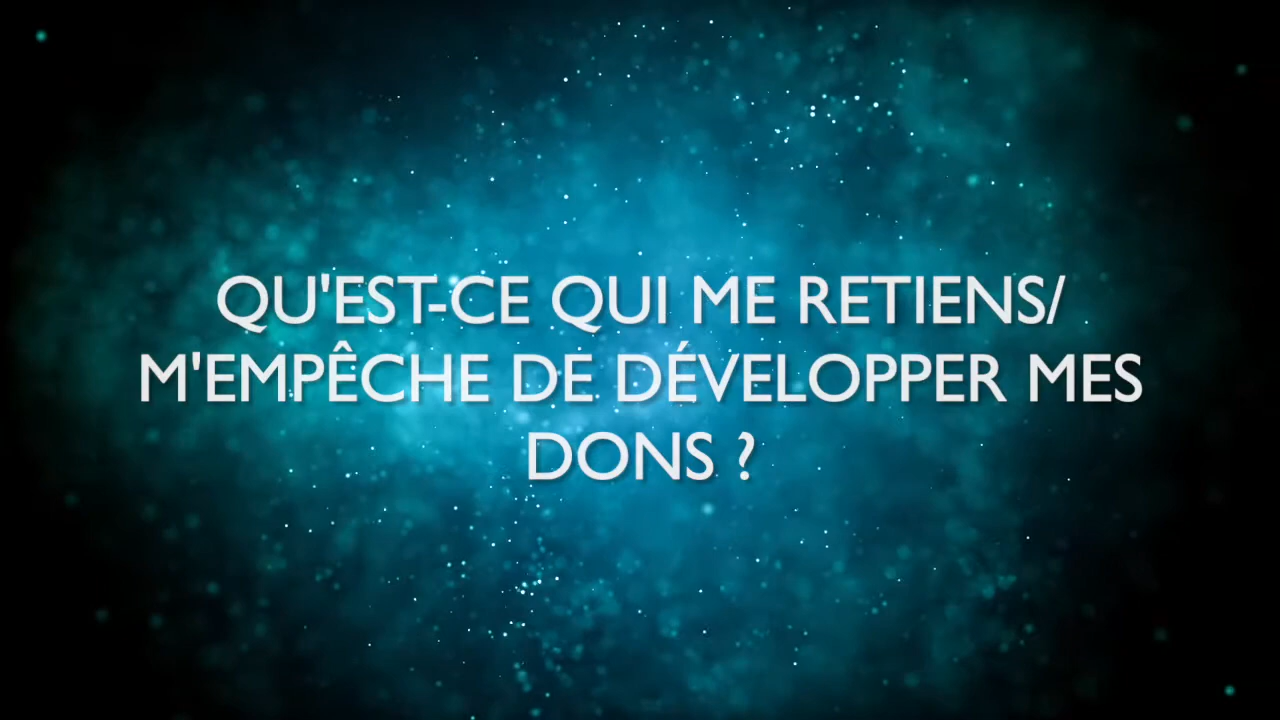 QU'EST-CE QUI ME RETIENS/
M'EMPÊCHE DE DÉVELOPPER MES
DONS ?